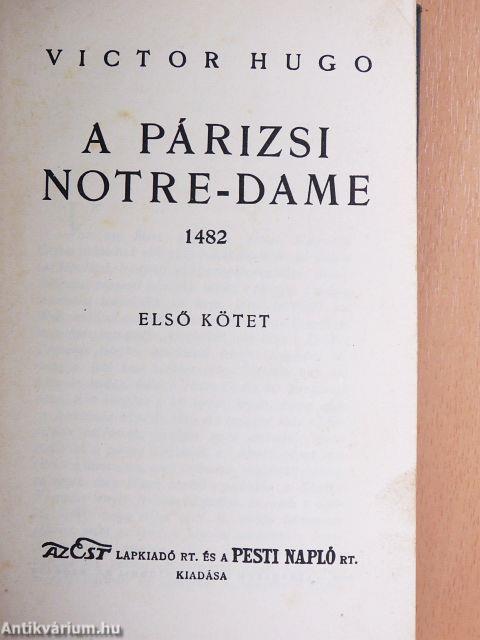 VICTOR HUGO
A PÁRIZSI
NOTRE-DAME
1482
ELSŐ KÖTET
AZ EST LAPKIADÓ RT. ÉS A PESTI NAPLÓ RT.
KIADÁSA
Antikvárium.hu